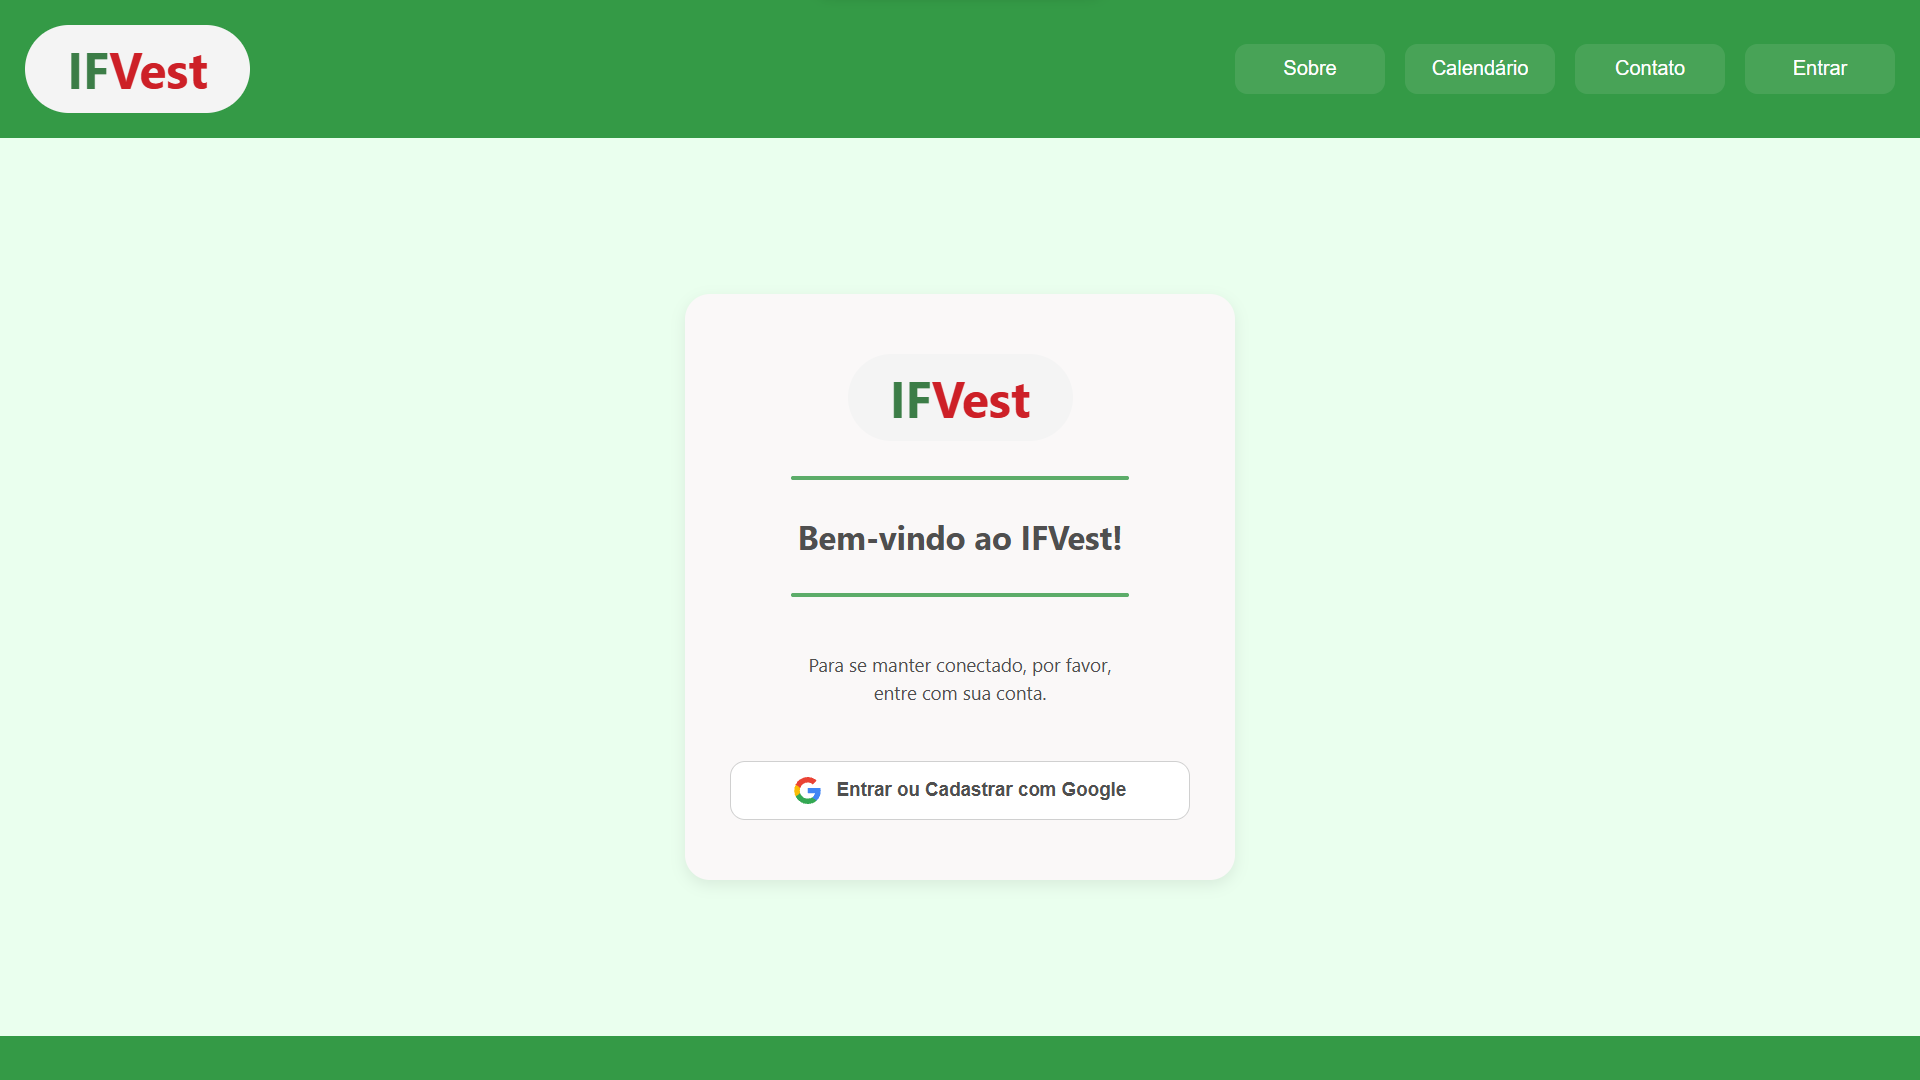 IFVest
Sobre
Calendário
Contato
Entrar
IFVest
Bem-vindo ao IFVest!
Para se manter conectado, por favor,
entre com sua conta.
Entrar ou Cadastrar com Google